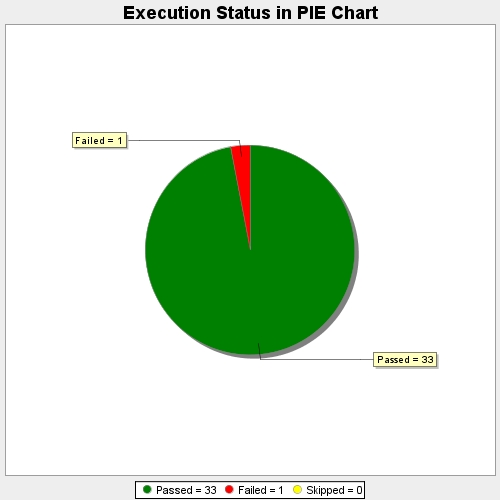 Execution Status in PIE Chart
Failed = 1
Passed = 33
Passed = 33 Failed = 1 Skipped = 0